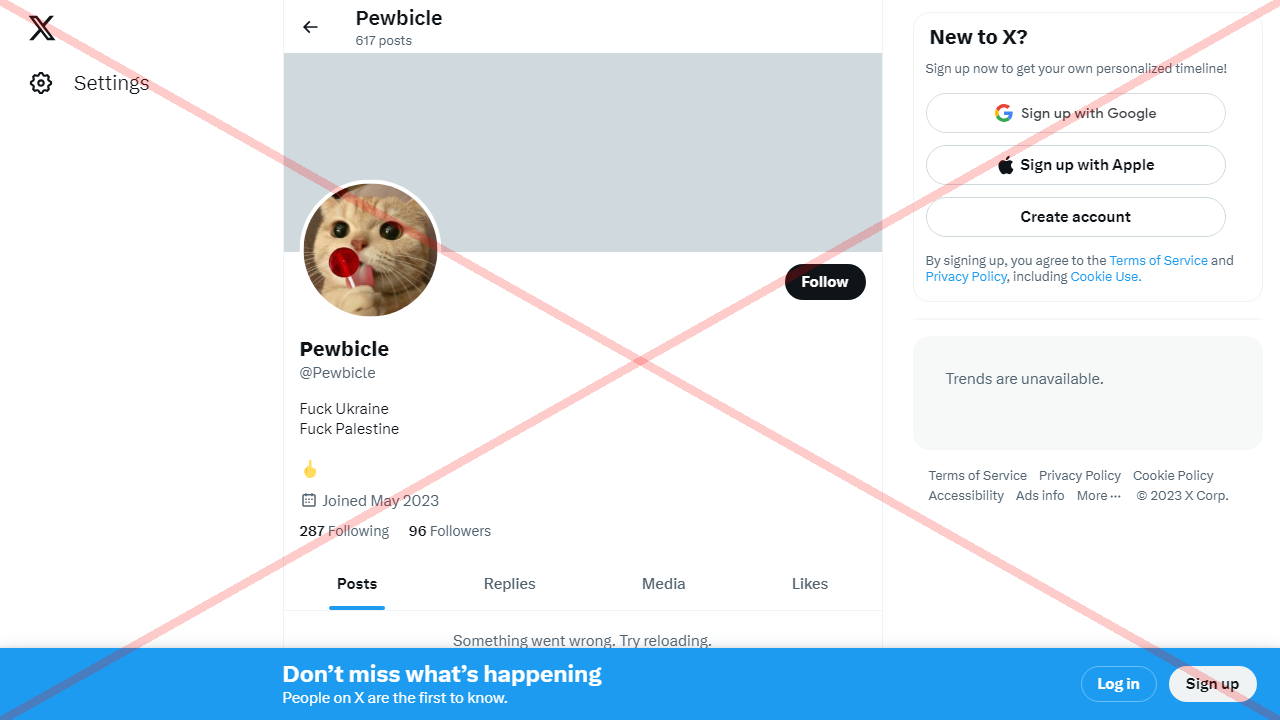 Settings
Pewbicle
617 posts
Follow
Pewbicle
@Pewbicle
Fuck Ukraine
Fuck Palestine
🖕
Joined May 2023
287 Following 96 Followers
Posts Replies Media Likes
Something went wrong. Try reloading.
New to X?
Sign up now to get your own personalized timeline!
Sign up with Google
Sign up with Apple
Create account
By signing up, you agree to the Terms of Service and
Privacy Policy, including Cookie Use.
Trends are unavailable.
Terms of Service Privacy Policy Cookie Policy
Accessibility Ads info More ··· © 2023 X Corp.
Don’t miss what’s happening
People on X are the first to know.
Log in Sign up